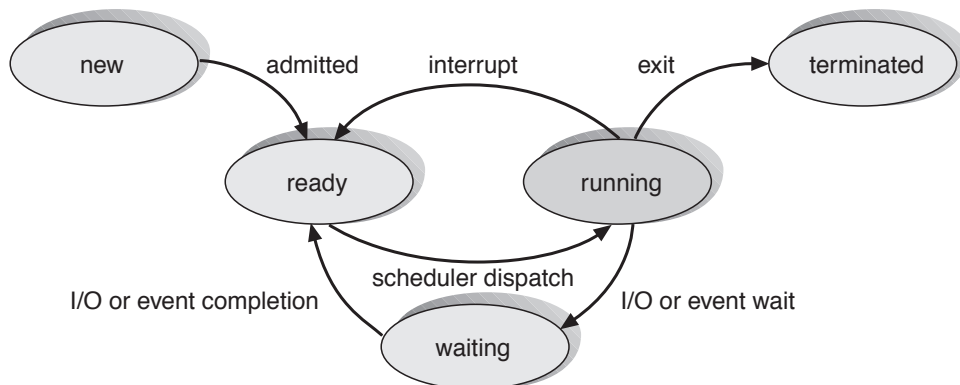 new
admitted
interrupt
exit
terminated
ready
running
scheduler dispatch
I/O or event completion
I/O or event wait
waiting